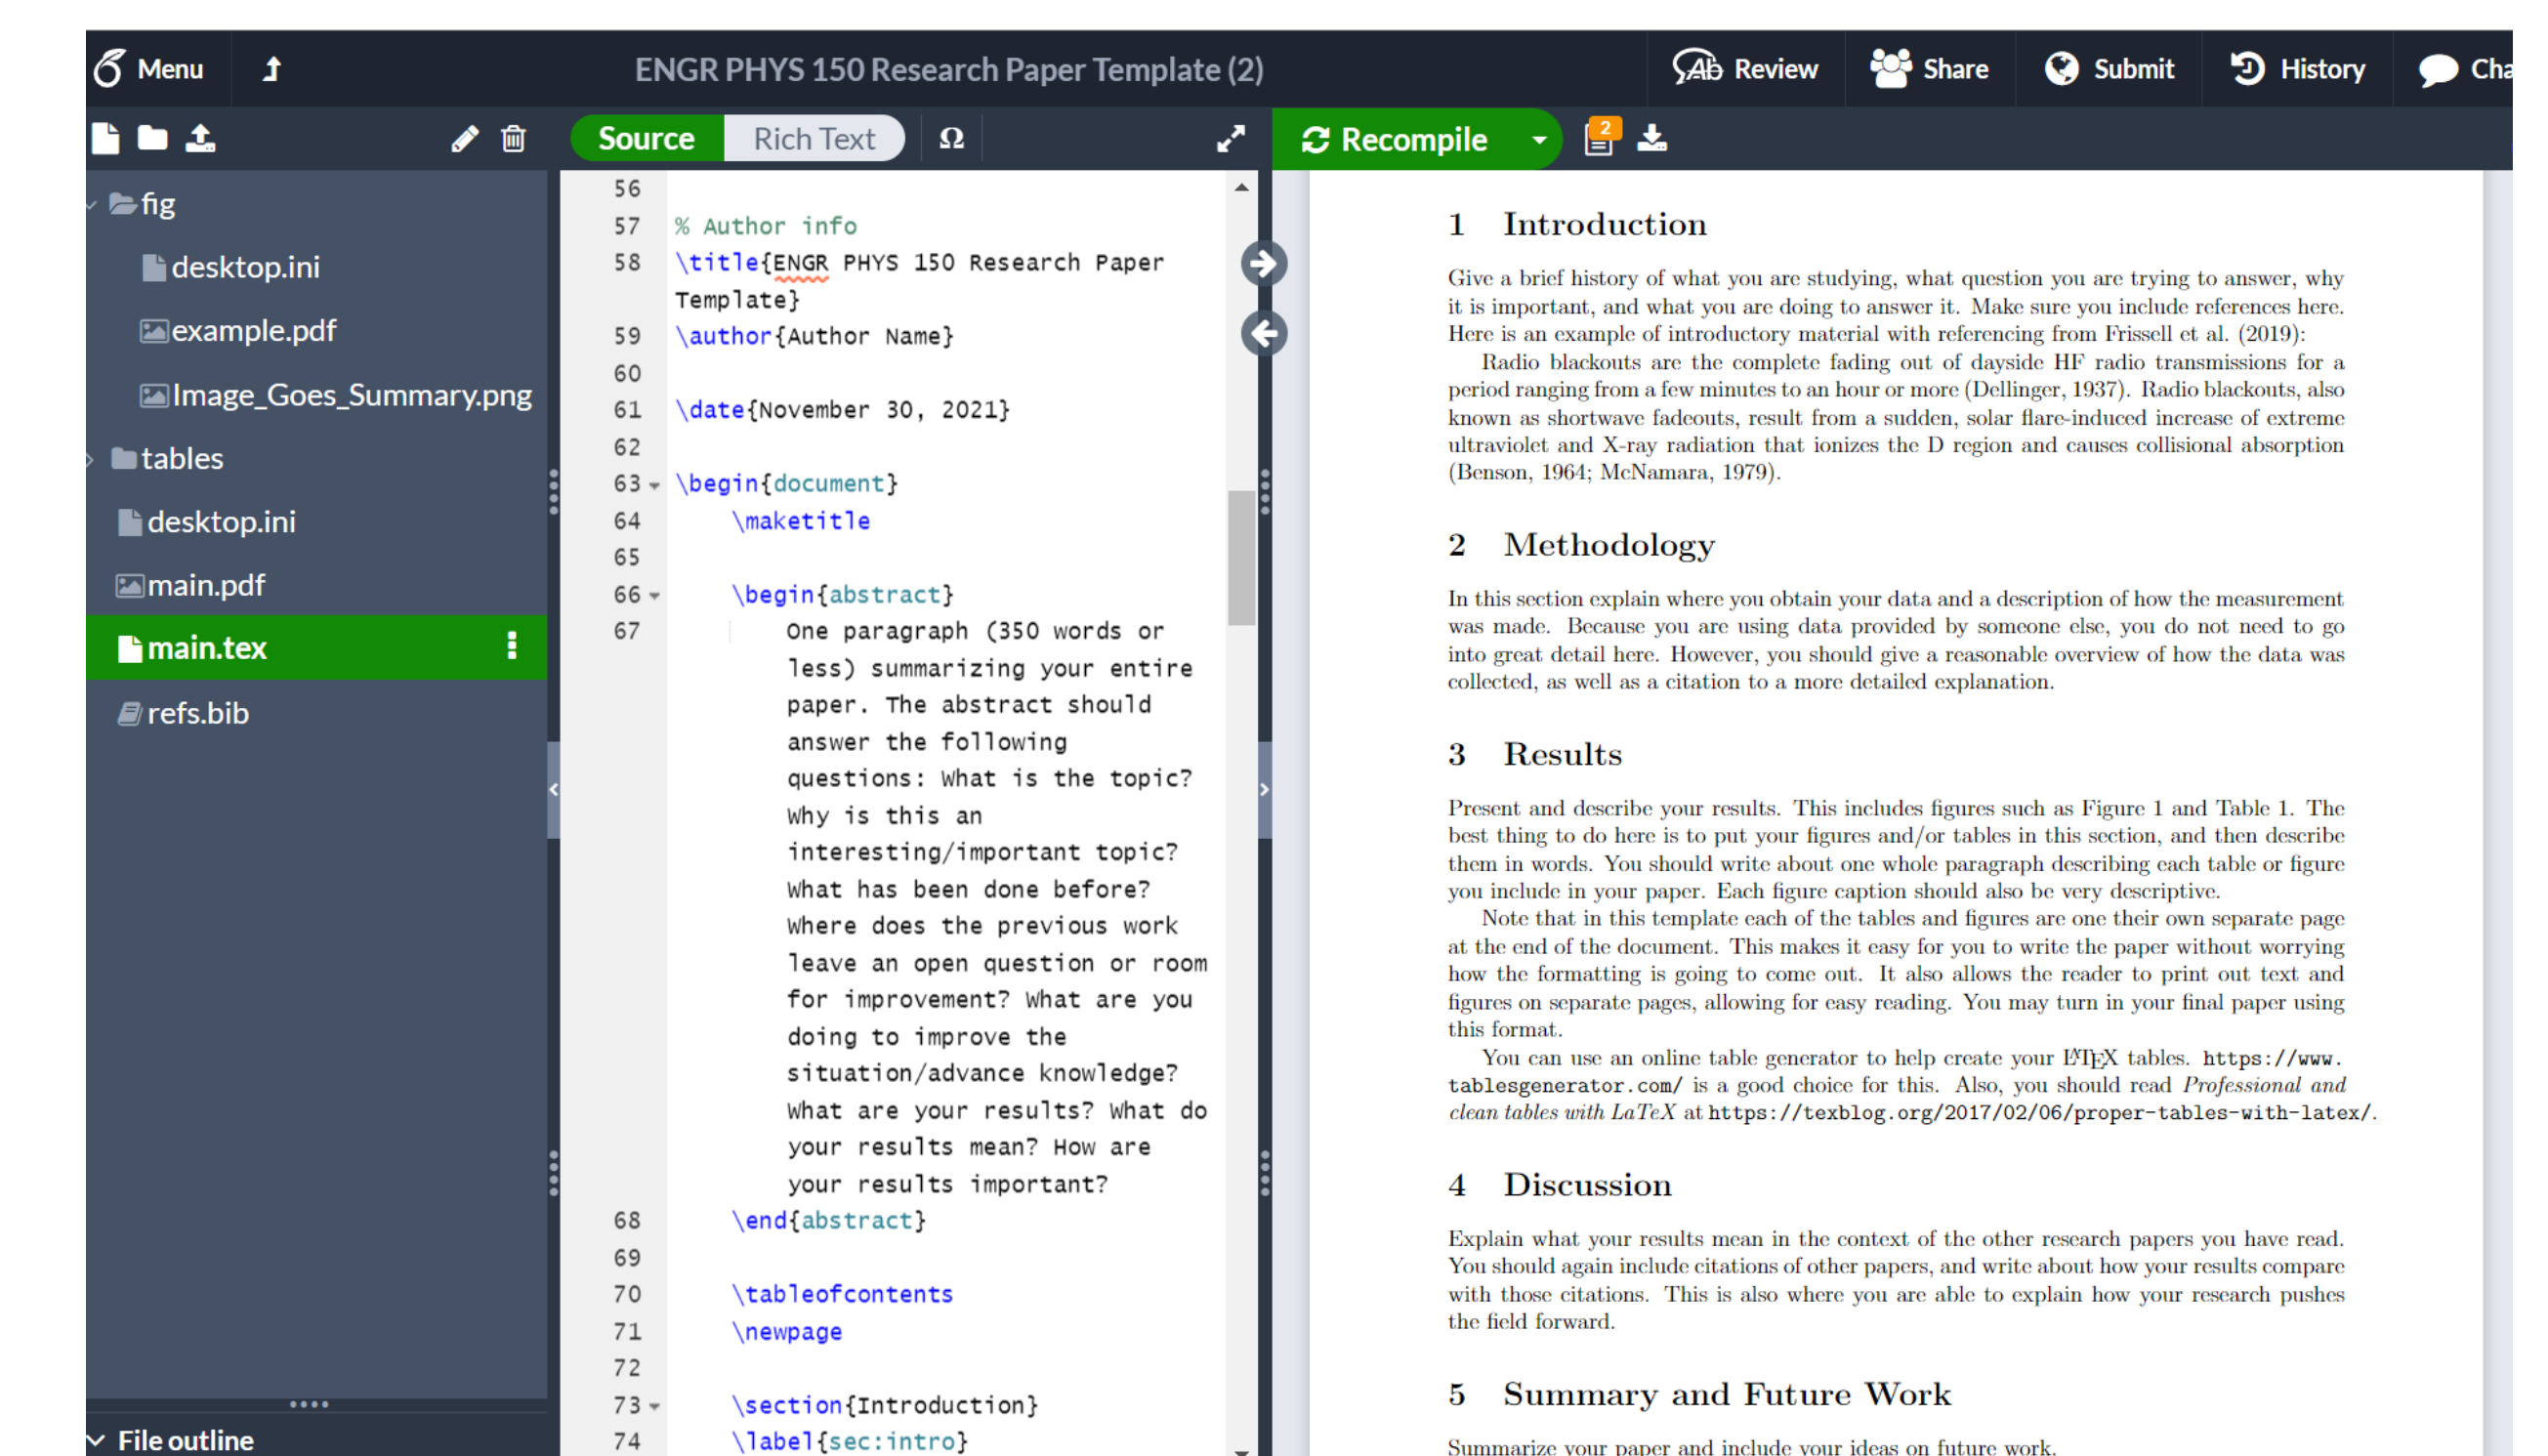 Menu
ENGR PHYS 150 Research Paper Template (2)
Review
Share
Submit
History
Cha
Source
Rich Text
Ω
Recompile
2
fig
desktop.ini
example.pdf
Image_Goes_Summary.png
tables
desktop.ini
main.pdf
main.tex
refs.bib
File outline
56
57 % Author info
58 \title{ENGR PHYS 150 Research Paper
Template}
59 \author{Author Name}
60
61 \date{November 30, 2021}
62
63 \begin{document}
64 \maketitle
65
66 \begin{abstract}
67 One paragraph (350 words or
less) summarizing your entire
paper. The abstract should
answer the following
questions: What is the topic?
Why is this an
interesting/important topic?
What has been done before?
Where does the previous work
leave an open question or room
for improvement? What are you
doing to improve the
situation/advance knowledge?
What are your results? What do
your results mean? How are
your results important?
68 \end{abstract}
69
70 \tableofcontents
71 \newpage
72
73 \section{Introduction}
74 \label{sec:intro}
1 Introduction
Give a brief history of what you are studying, what question you are trying to answer, why
it is important, and what you are doing to answer it. Make sure you include references here.
Here is an example of introductory material with referencing from Frissell et al. (2019):
Radio blackouts are the complete fading out of dayside HF radio transmissions for a
period ranging from a few minutes to an hour or more (Dellinger, 1937). Radio blackouts, also
known as shortwave fadeouts, result from a sudden, solar flare-induced increase of extreme
ultraviolet and X-ray radiation that ionizes the D region and causes collisional absorption
(Benson, 1964; McNamara, 1979).
2 Methodology
In this section explain where you obtain your data and a description of how the measurement
was made. Because you are using data provided by someone else, you do not need to go
into great detail here. However, you should give a reasonable overview of how the data was
collected, as well as a citation to a more detailed explanation.
3 Results
Present and describe your results. This includes figures such as Figure 1 and Table 1. The
best thing to do here is to put your figures and/or tables in this section, and then describe
them in words. You should write about one whole paragraph describing each table or figure
you include in your paper. Each figure caption should also be very descriptive.
Note that in this template each of the tables and figures are one their own separate page
at the end of the document. This makes it easy for you to write the paper without worrying
how the formatting is going to come out. It also allows the reader to print out text and
figures on separate pages, allowing for easy reading. You may turn in your final paper using
this format.
You can use an online table generator to help create your LATEX tables. https://www.
tablesgenerator.com/ is a good choice for this. Also, you should read Professional and
clean tables with LaTeX at https://texblog.org/2017/02/06/proper-tables-with-latex/.
4 Discussion
Explain what your results mean in the context of the other research papers you have read.
You should again include citations of other papers, and write about how your results compare
with those citations. This is also where you are able to explain how your research pushes
the field forward.
5 Summary and Future Work
Summarize your paper and include your ideas on future work.